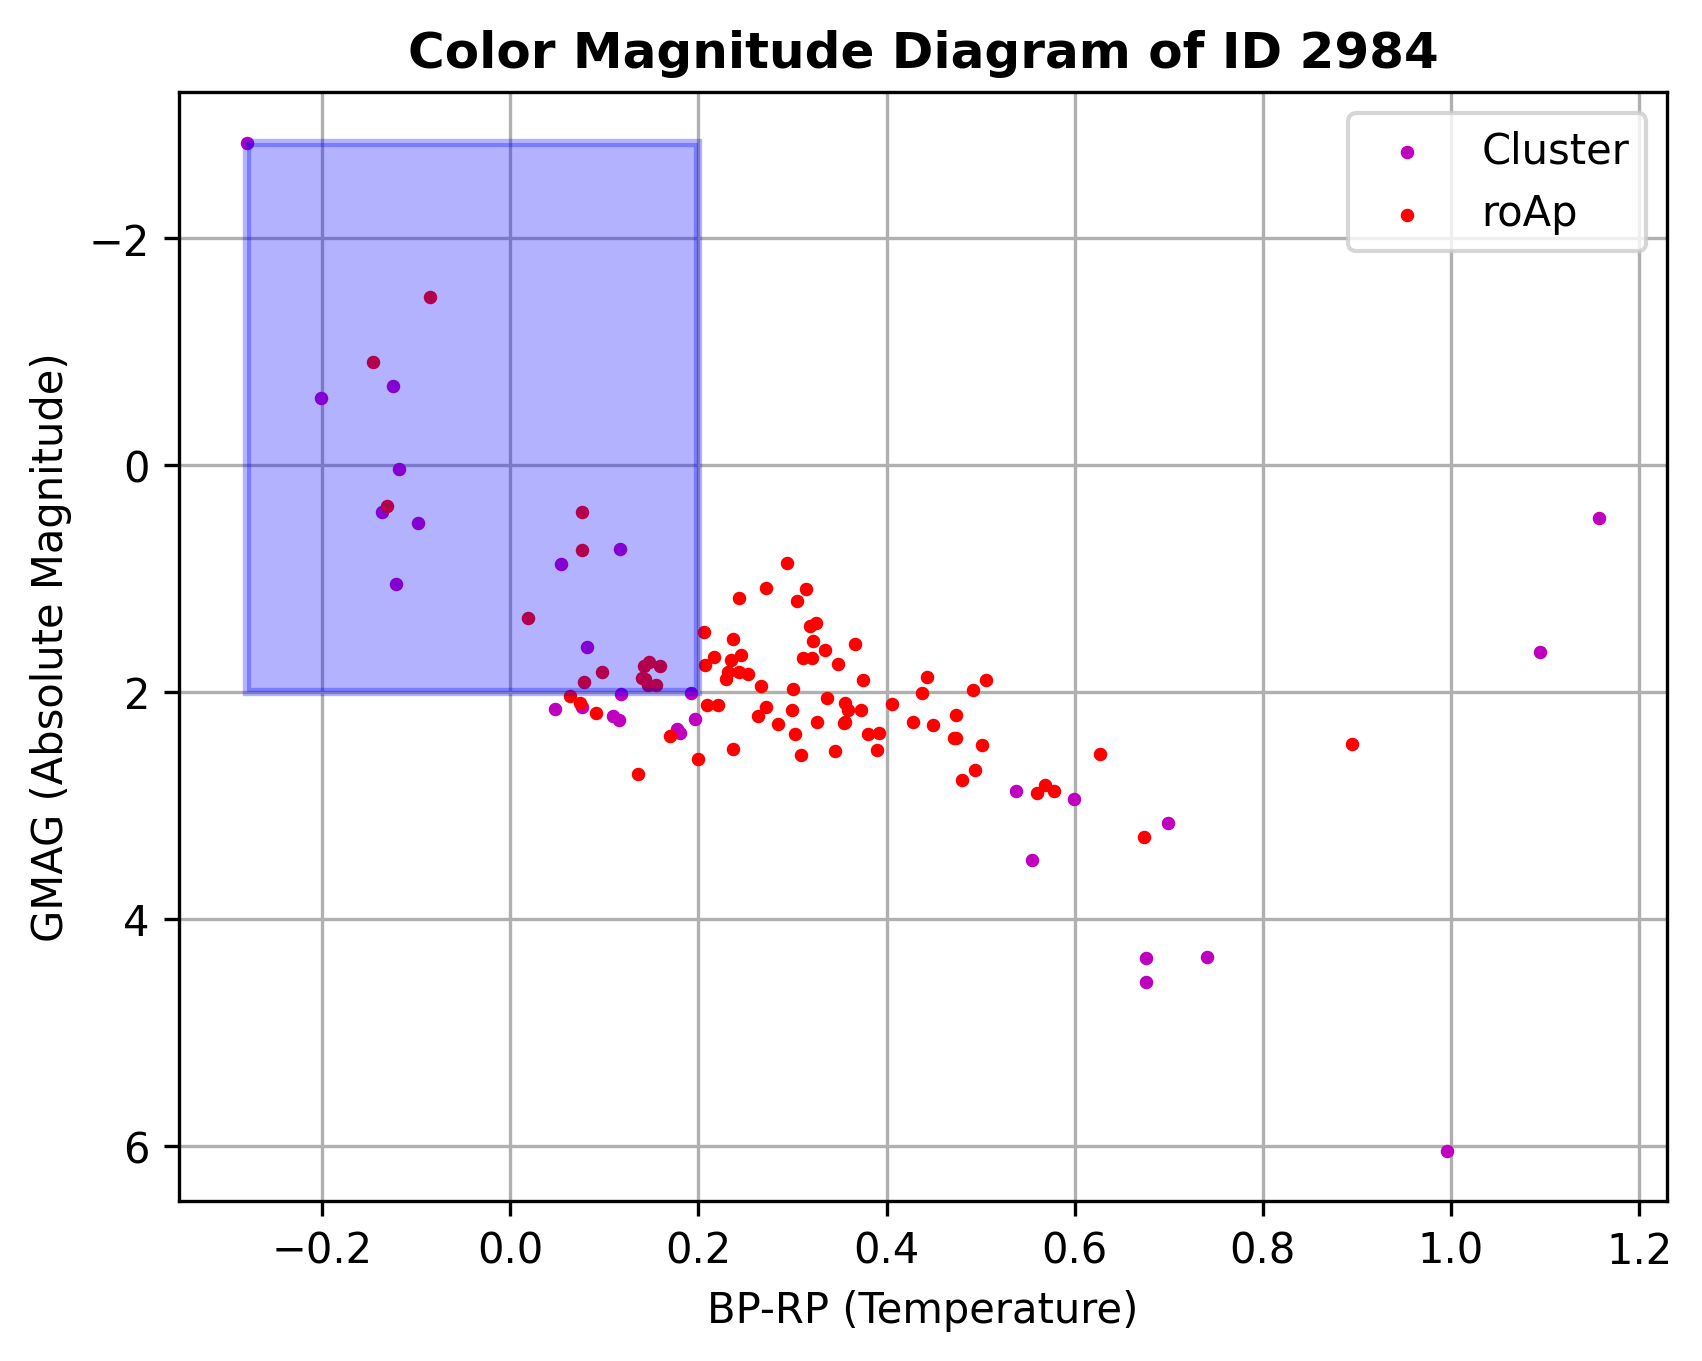 Color Magnitude Diagram of ID 2984
Cluster
roAp
GMAG (Absolute Magnitude)
−2
0
2
4
6
−0.2 0.0 0.2 0.4 0.6 0.8 1.0 1.2
BP-RP (Temperature)